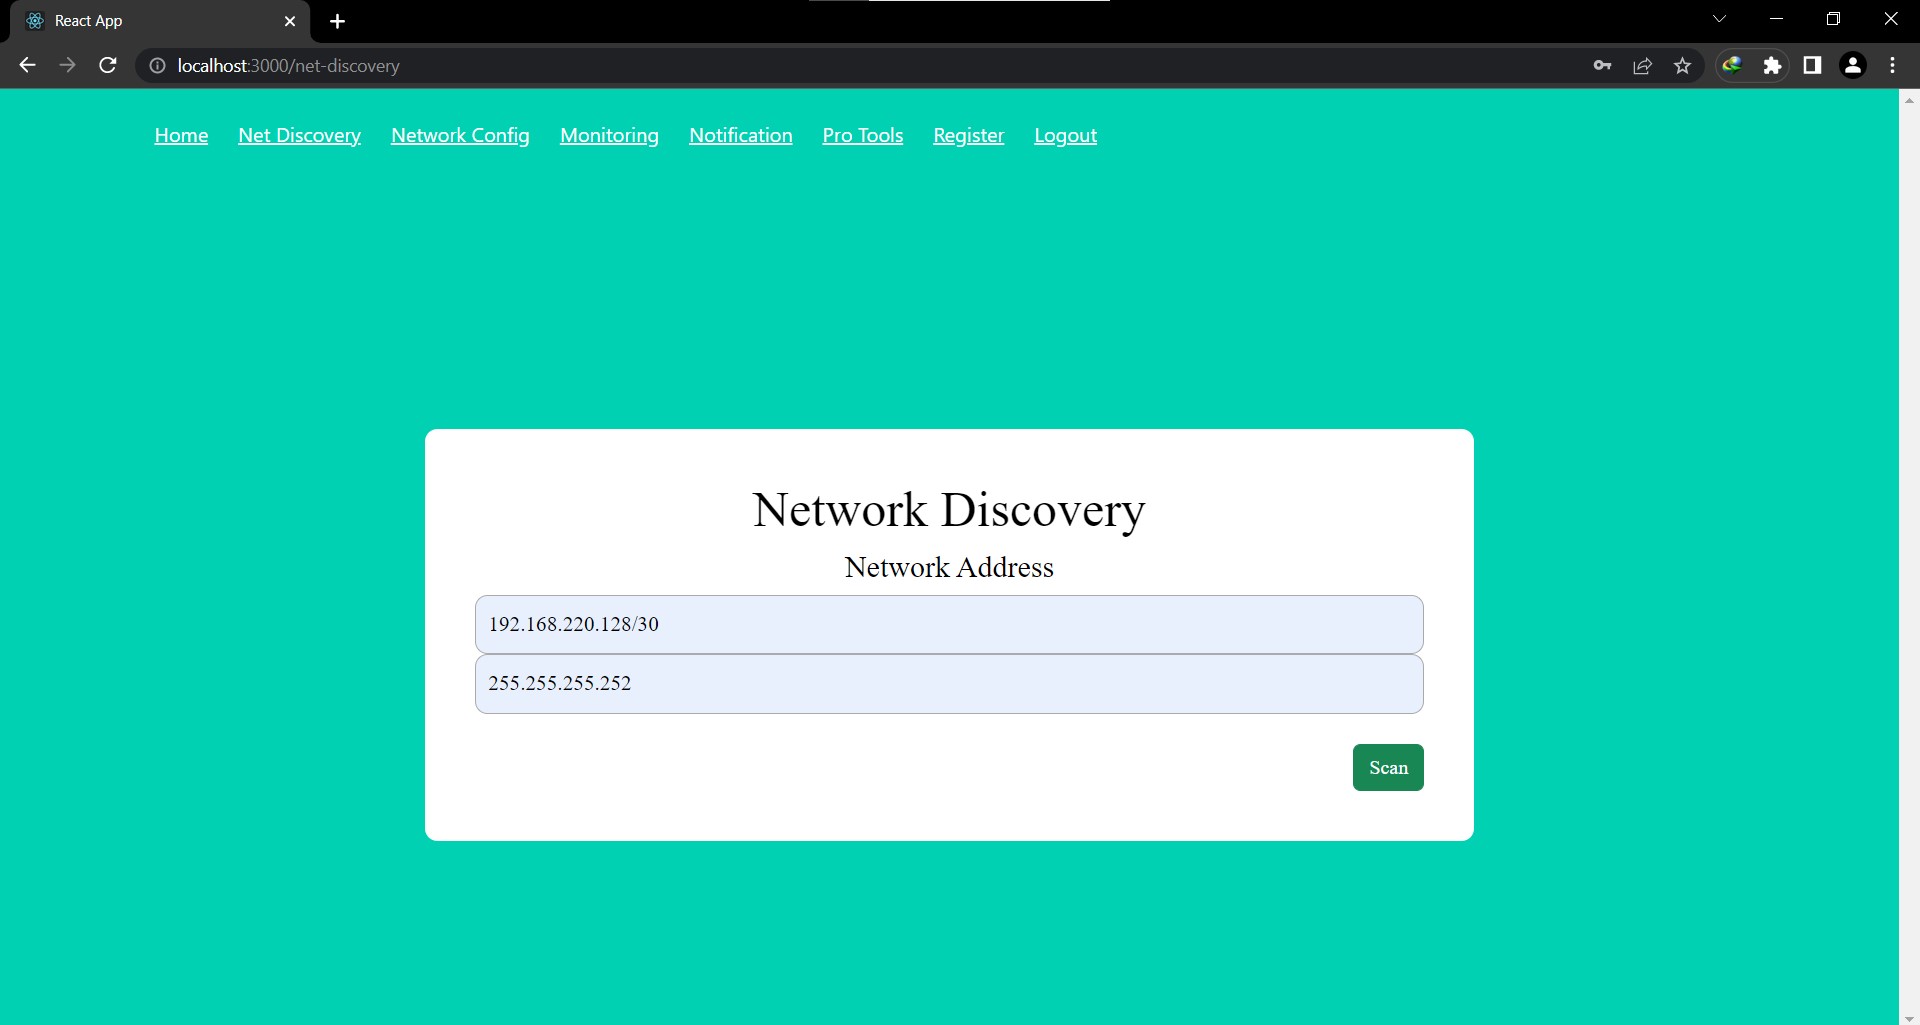 React App
localhost:3000/net-discovery
Home Net Discovery Network Config Monitoring Notification Pro Tools Register Logout
Network Discovery
Network Address
192.168.220.128/30
255.255.255.252
Scan